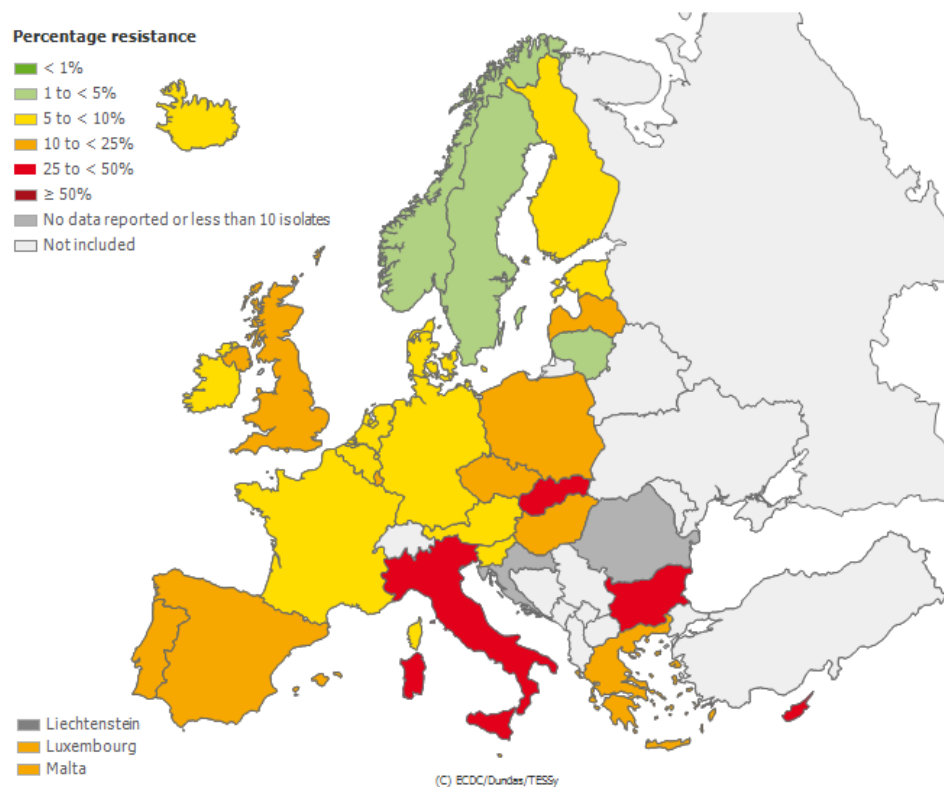 Percentage resistance
< 1%
1 to < 5%
5 to < 10%
10 to < 25%
25 to < 50%
≥ 50%
No data reported or less than 10 isolates
Not included
Liechtenstein
Luxembourg
Malta
(C) ECDC/Dundas/TESSy